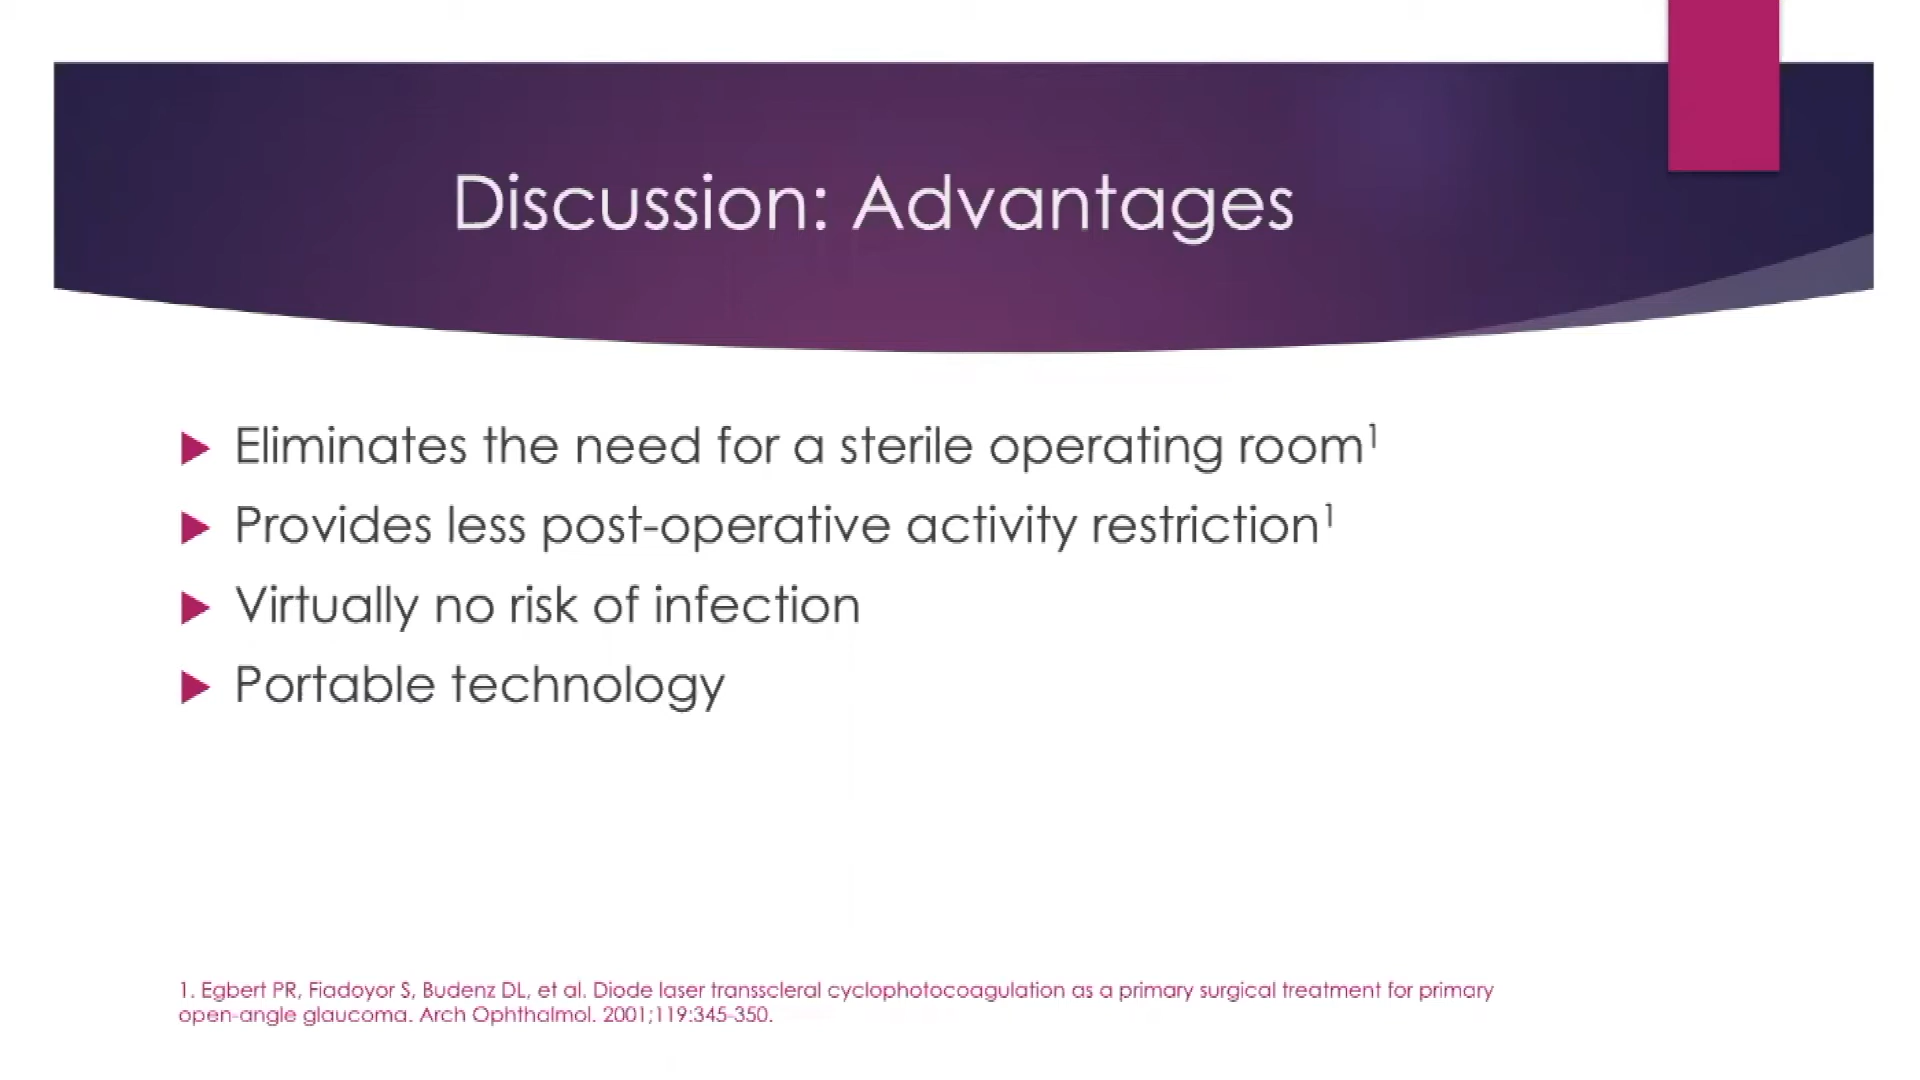 Discussion: Advantages
Eliminates the need for a sterile operating room¹
Provides less post-operative activity restriction¹
Virtually no risk of infection
Portable technology
1. Egbert PR, Fiadoyor S, Budenz DL, et al. Diode laser transscleral cyclophotocoagulation as a primary surgical treatment for primary
open-angle glaucoma. Arch Ophthalmol. 2001;119:345-350.